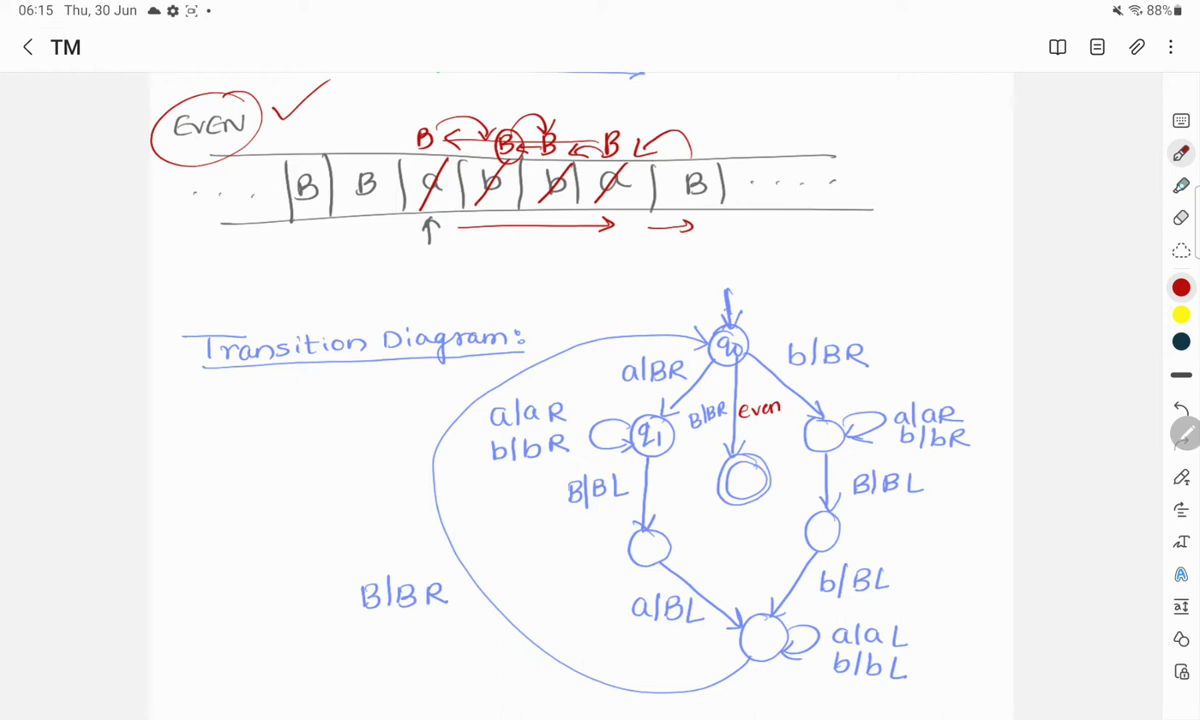 06:15 Thu, 30 Jun
88%
TM
EVEN
B B B B
. . . B B a b b a B . . . . .
Transition Diagram:
q0
a|BR
b|BR
B|BR
even
a|aR
b|bR
q1
a|aR
b|bR
B|BL
B|BL
B|BR
a|BL
b|BL
a|aL
b|bL